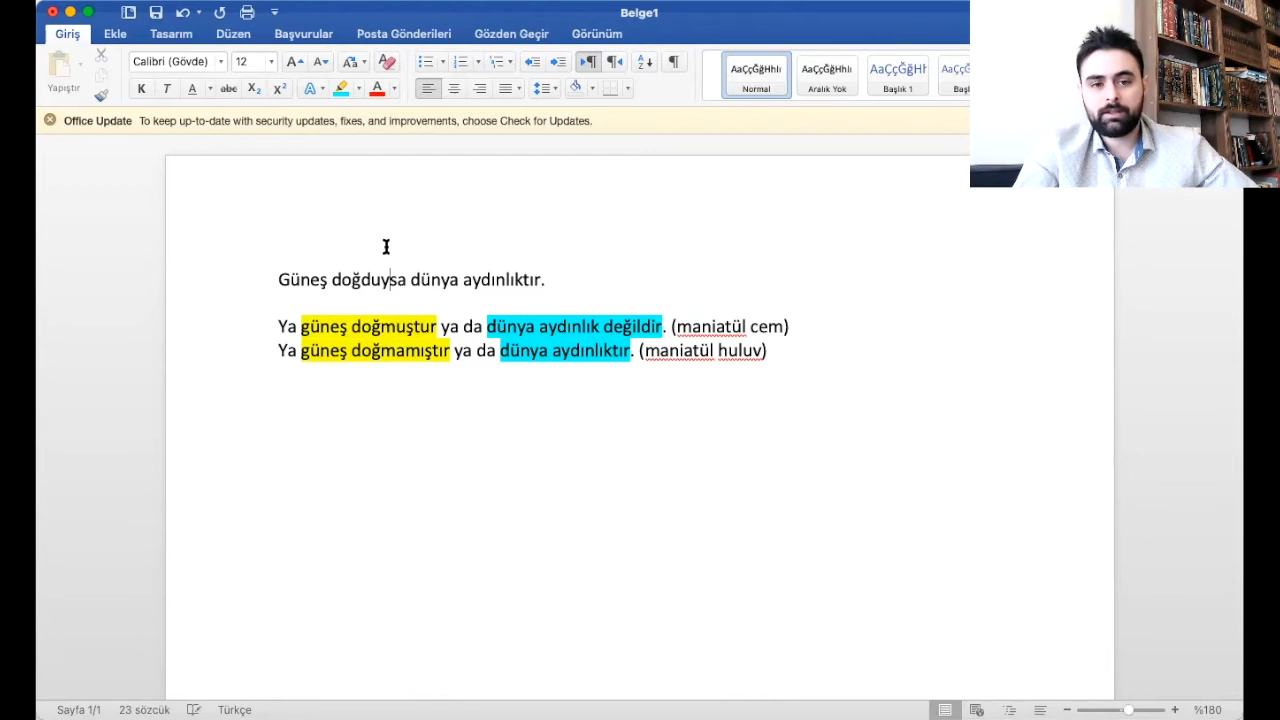 Belge1
Giriş Ekle Tasarım Düzen Başvurular Posta Gönderileri Gözden Geçir Görünüm
Yapıştır
Calibri (Gövde) 12
K T A abc X₂ X² A A
AaÇçĞğHhIı Normal
AaÇçĞğHhIı Aralık Yok
AaÇçĞğHł Başlık 1
Office Update To keep up-to-date with security updates, fixes, and improvements, choose Check for Updates.
Güneş doğduysa dünya aydınlıktır.
Ya güneş doğmuştur ya da dünya aydınlık değildir. (maniatül cem)
Ya güneş doğmamıştır ya da dünya aydınlıktır. (maniatül huluv)
Sayfa 1/1 23 sözcük Türkçe %180